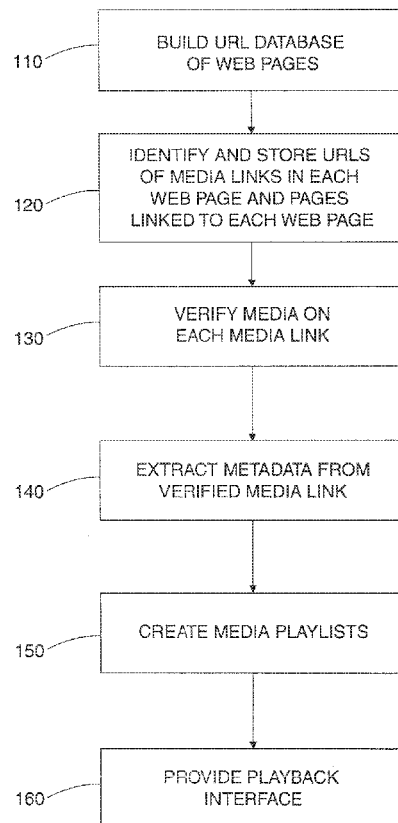 110
BUILD URL DATABASE
OF WEB PAGES
120
IDENTIFY AND STORE URLS
OF MEDIA LINKS IN EACH
WEB PAGE AND PAGES
LINKED TO EACH WEB PAGE
130
VERIFY MEDIA ON
EACH MEDIA LINK
140
EXTRACT METADATA FROM
VERIFIED MEDIA LINK
150
CREATE MEDIA PLAYLISTS
160
PROVIDE PLAYBACK
INTERFACE